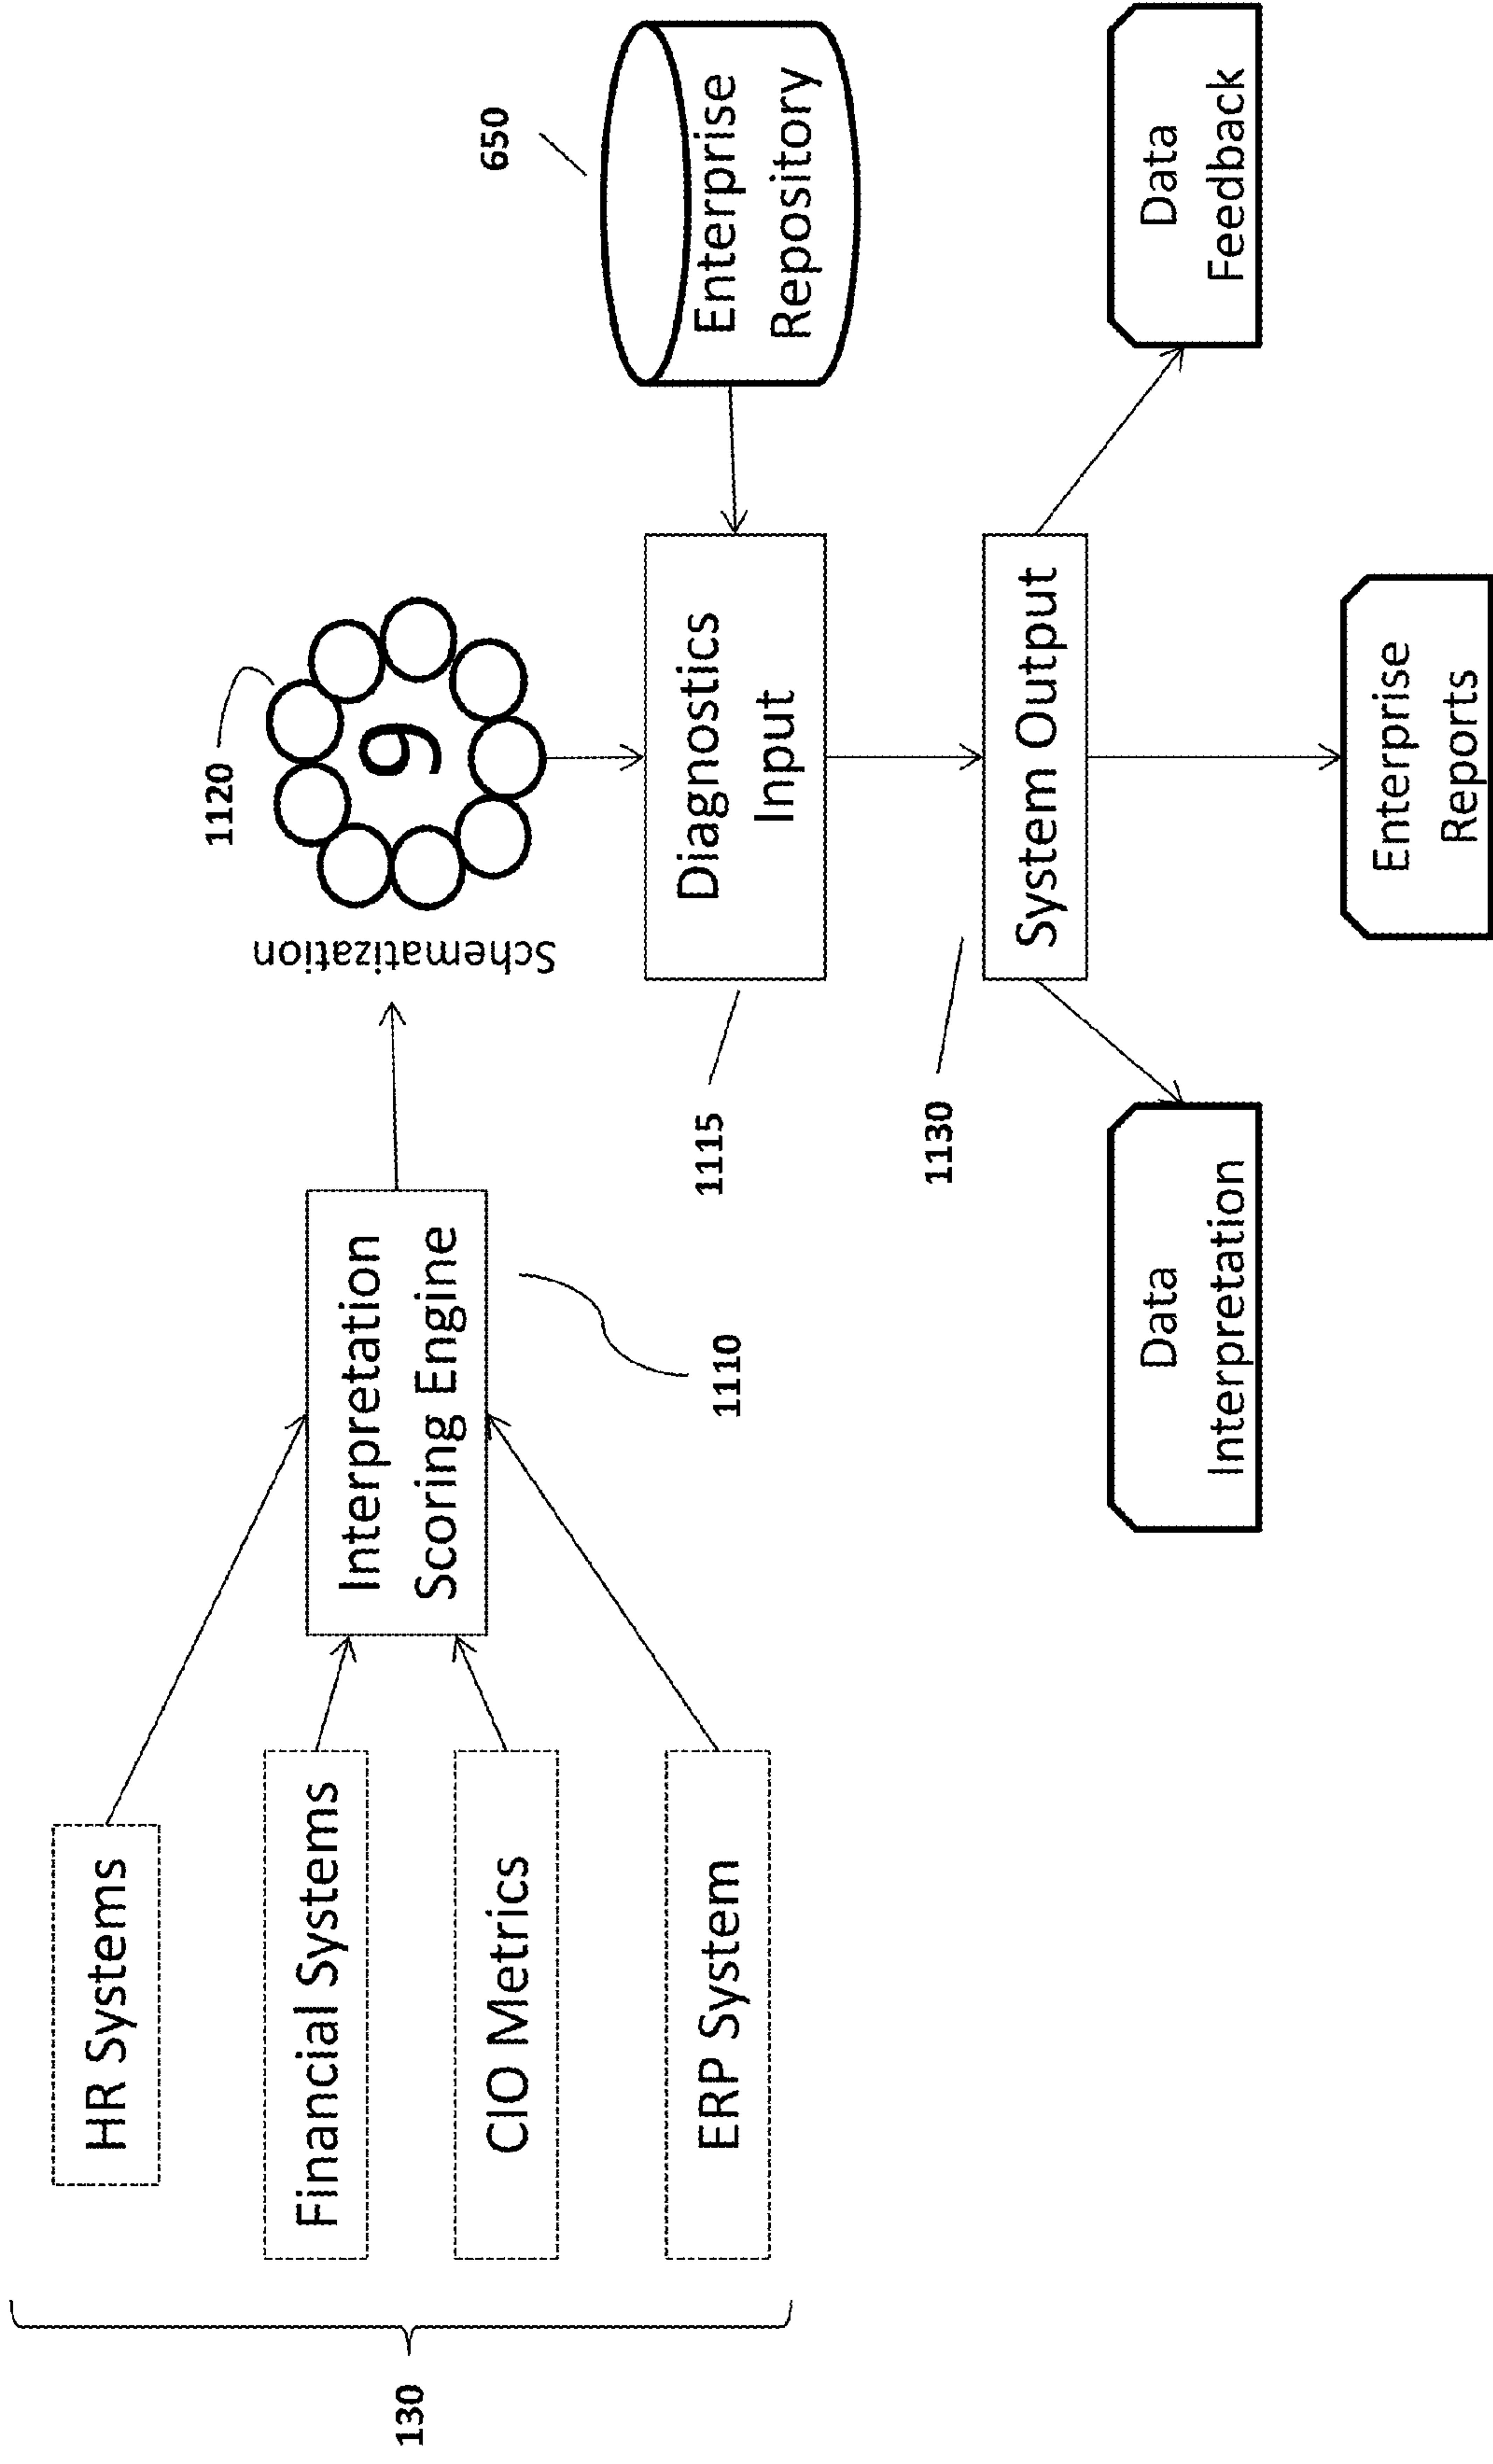 130
HR Systems
Financial Systems
CIO Metrics
ERP System
Interpretation
Scoring Engine
1110
Schematization
1120
9
650
Enterprise
Repository
Diagnostics
Input
1115
1130
System Output
Data
Interpretation
Enterprise
Reports
Data
Feedback